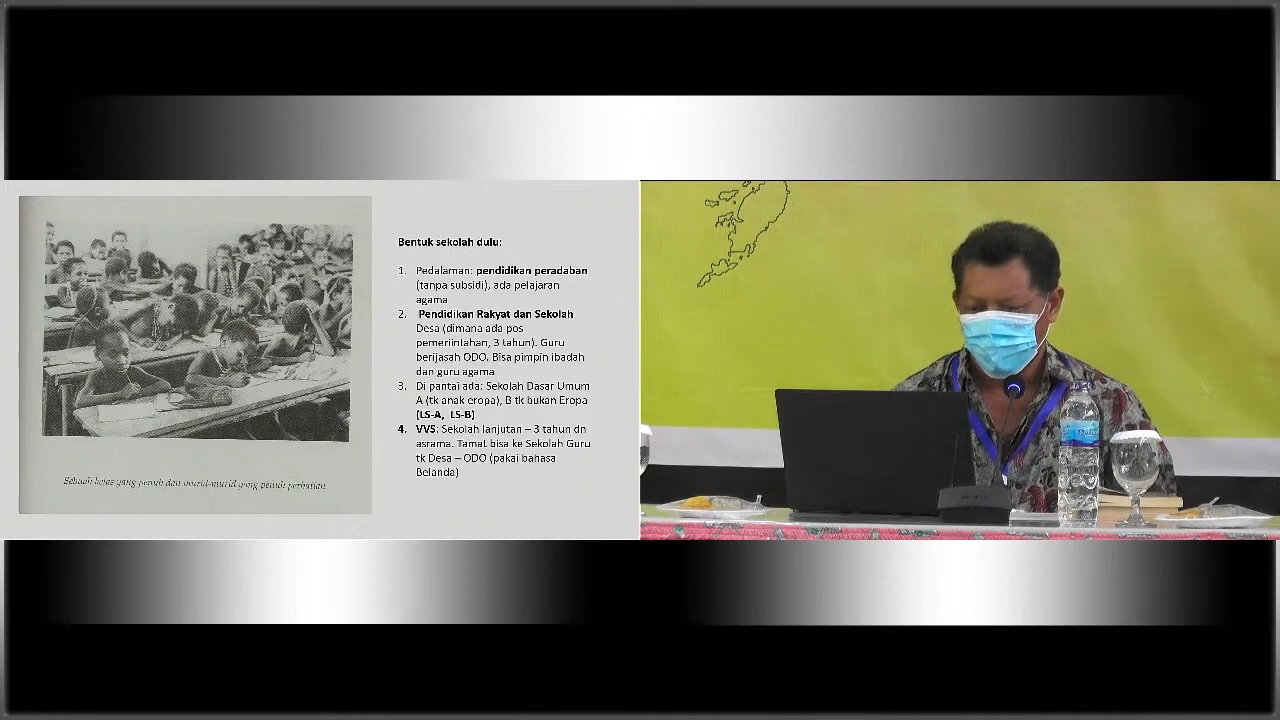 Bentuk sekolah dulu:
1. Pedalaman: pendidikan peradaban
(tanpa subsidi), ada pelajaran
agama
2. Pendidikan Rakyat dan Sekolah
Desa (dimana ada pos
pemeriintahan, 3 tahun). Guru
berijasah ODO. Bisa pimpin ibadah
dan guru agama
3. Di pantai ada: Sekolah Dasar Umum
A (tk anak eropa), B tk bukan Eropa
(LS-A, LS-B)
4. VVS: Sekolah lanjutan – 3 tahun dn
asrama. Tamat bisa ke Sekolah Guru
tk Desa – ODO (pakai bahasa
Belanda)
Sebuah kelas yang penuh dan murid-murid yang penuh perhatian